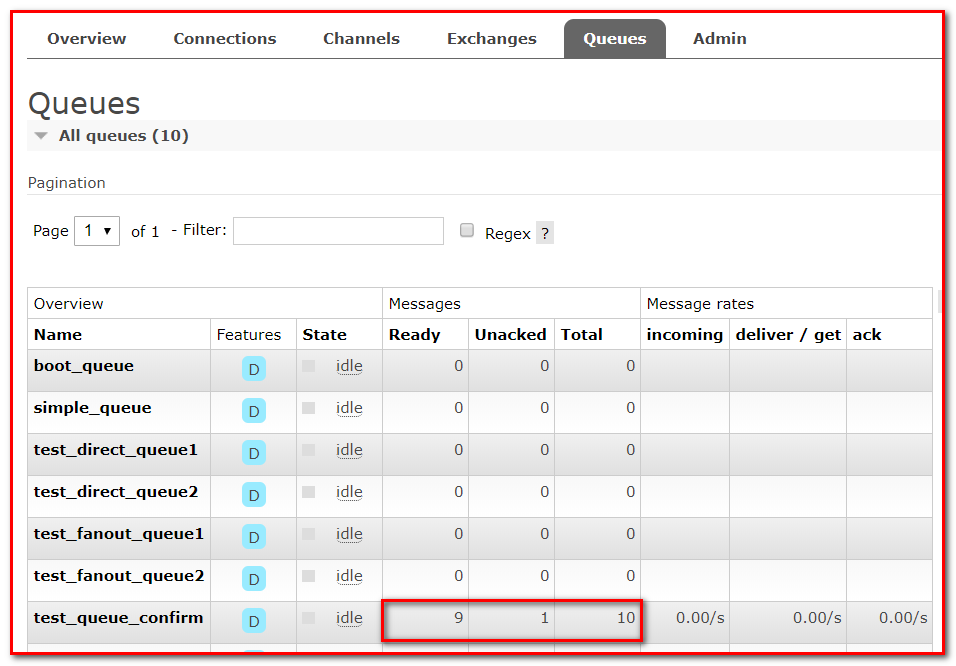 Overview Connections Channels Exchanges Queues Admin
Queues
▼ All queues (10)
Pagination
Page 1 ▼ of 1 - Filter: Regex ?
Overview Messages Message rates
Name Features State Ready Unacked Total incoming deliver / get ack
boot_queue D idle 0 0 0
simple_queue D idle 0 0 0
test_direct_queue1 D idle 0 0 0
test_direct_queue2 D idle 0 0 0
test_fanout_queue1 D idle 0 0 0
test_fanout_queue2 D idle 0 0 0
test_queue_confirm D idle 9 1 10 0.00/s 0.00/s 0.00/s